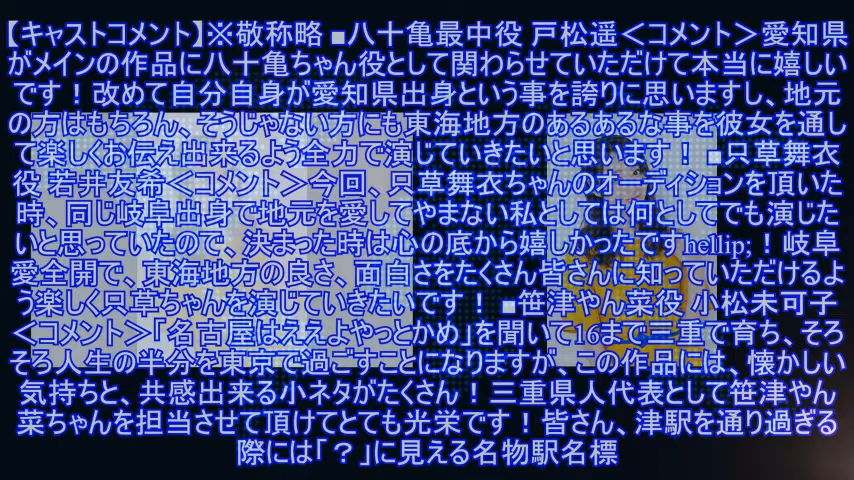 【キャストコメント】※敬称略 ■八十亀最中役 戸松遥 ＜コメント＞ 愛知県
がメインの作品に八十亀ちゃん役として関わらせていただけて本当に嬉しい
です！ 改めて自分自身が愛知県出身という事を誇りに思いますし、地元
の方はもちろん、そうじゃない方にも東海地方のあるあるな事を彼女を通し
て楽しくお伝え出来るよう全力で演じていきたいと思います！ ■只草舞衣
役 若井友希＜コメント＞今回、只草舞衣ちゃんのオーディションを頂いた
時、同じ岐阜出身で地元を愛してやまない私としては何としてでも演じた
いと思っていたので、決まった時は心の底から嬉しかったですhellip;！岐阜
愛全開で、東海地方の良さ、面白さをたくさん皆さんに知っていただけるよ
う楽しく只草ちゃんを演じていきたいです！ ■笹津やん菜役 小松未可子
＜コメント＞「名古屋はええよやっとかめ」を聞いて16まで三重で育ち、そろ
そろ人生の半分を東京で過ごすことになりますが、この作品には、懐かしい
気持ちと、共感出来る小ネタがたくさん！三重県人代表として笹津やん
菜ちゃんを担当させて頂けてとても光栄です！皆さん、津駅を通り過ぎる
際には「？」に見える名物駅名標